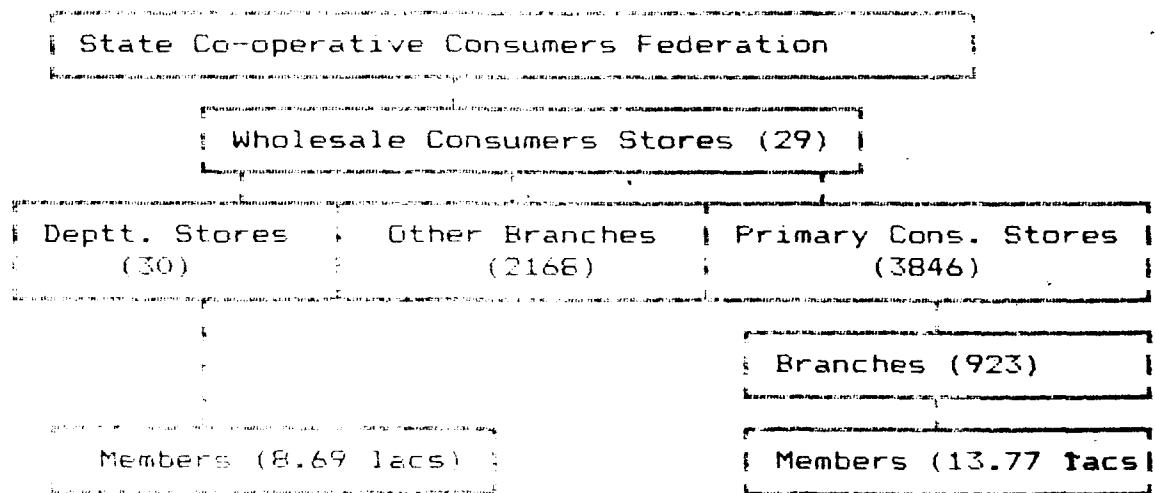 State Co-operative Consumers Federation
Wholesale Consumers Stores (29)
Deptt. Stores
(30)
Other Branches
(2168)
Primary Cons. Stores
(3846)
Branches (923)
Members (8.69 lacs)
Members (13.77 lacs